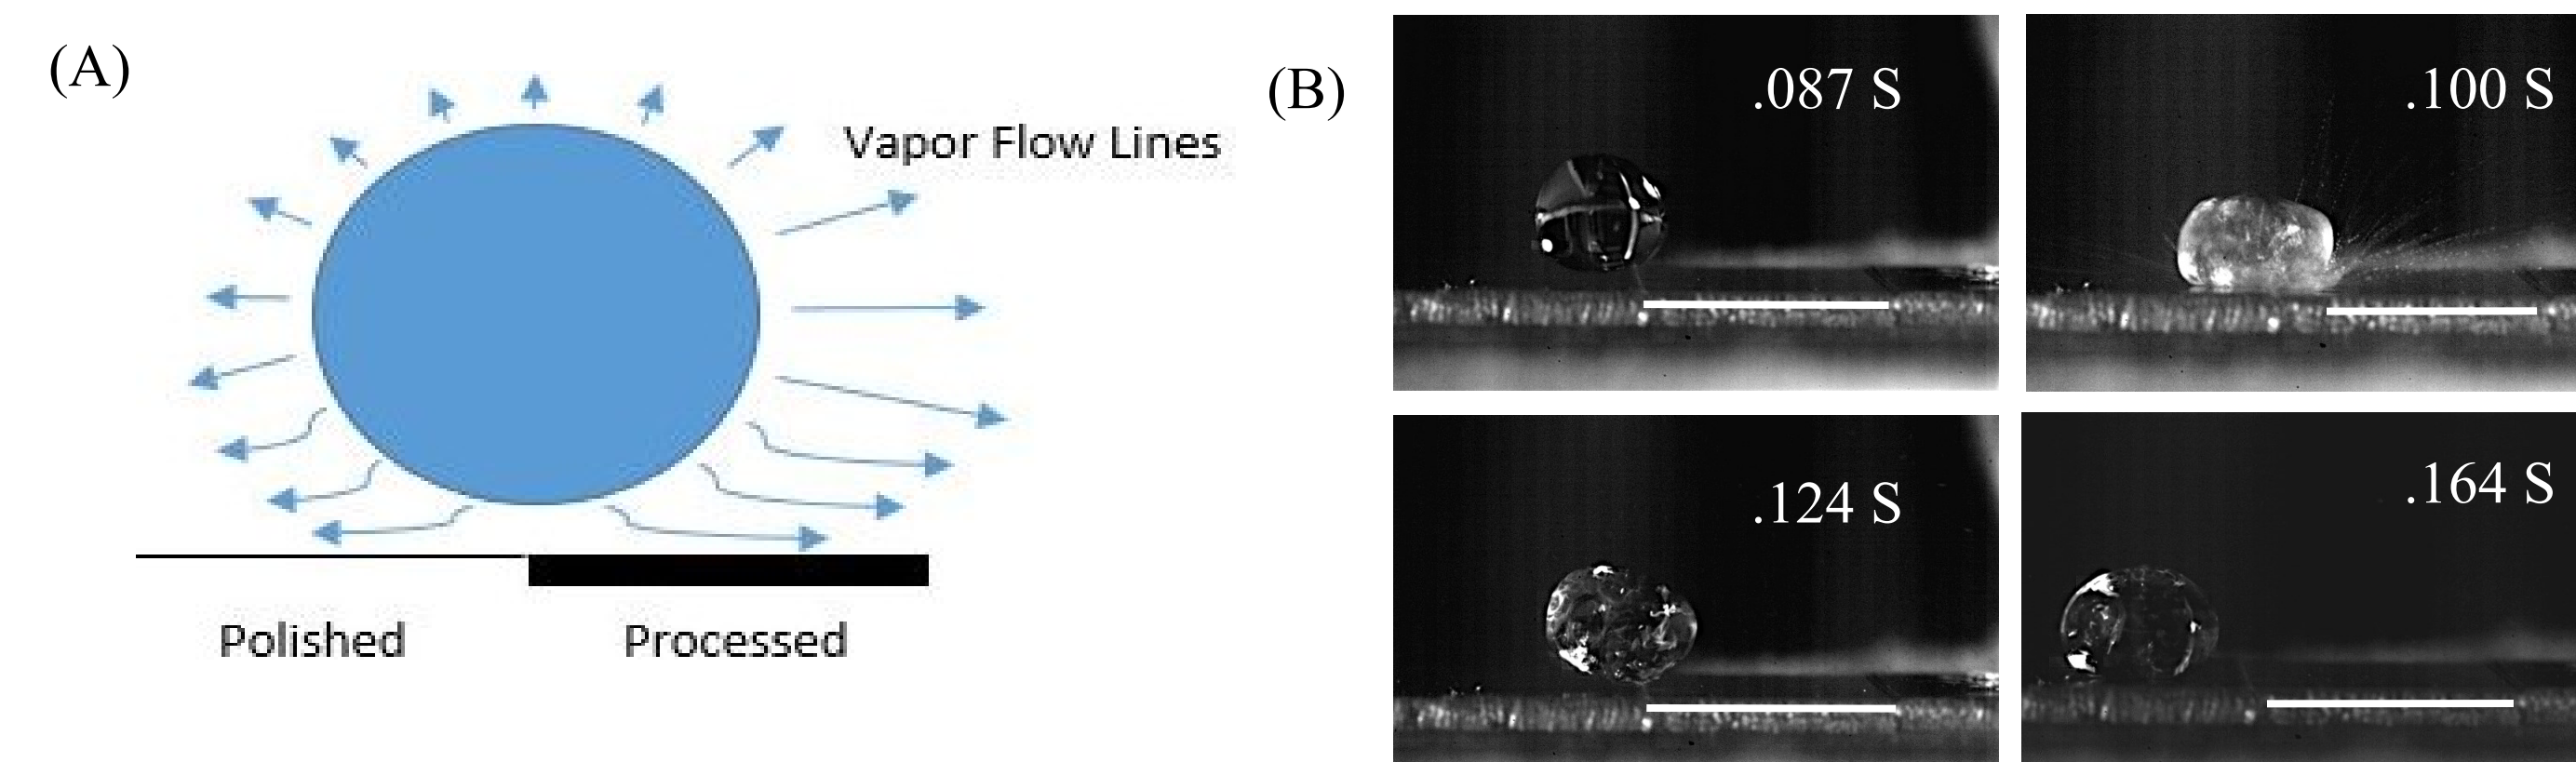 (A)
Vapor Flow Lines
Polished
Processed
(B)
.087 S
.100 S
.124 S
.164 S